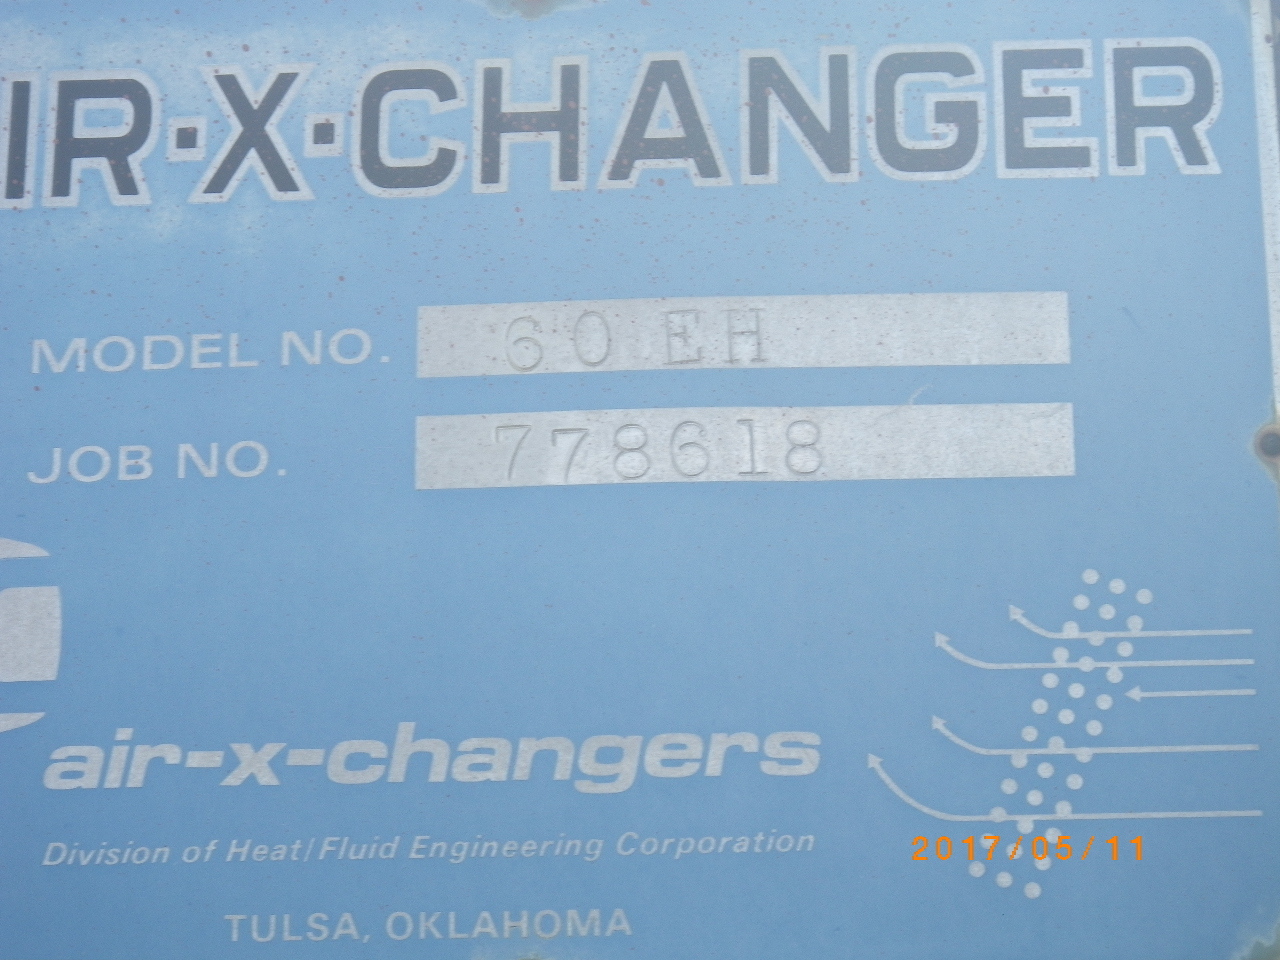 IR·X·CHANGER
MODEL NO. 60 EH
JOB NO. 778618
air-x-changers
Division of Heat/Fluid Engineering Corporation
2017/05/11
TULSA, OKLAHOMA